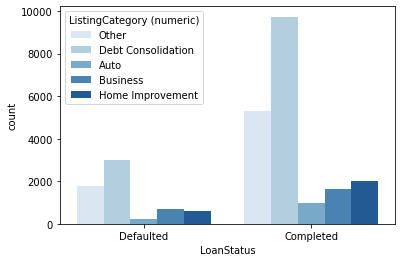 ListingCategory (numeric)
Other
Debt Consolidation
Auto
Business
Home Improvement
10000
8000
6000
4000
2000
0
count
Defaulted
Completed
LoanStatus